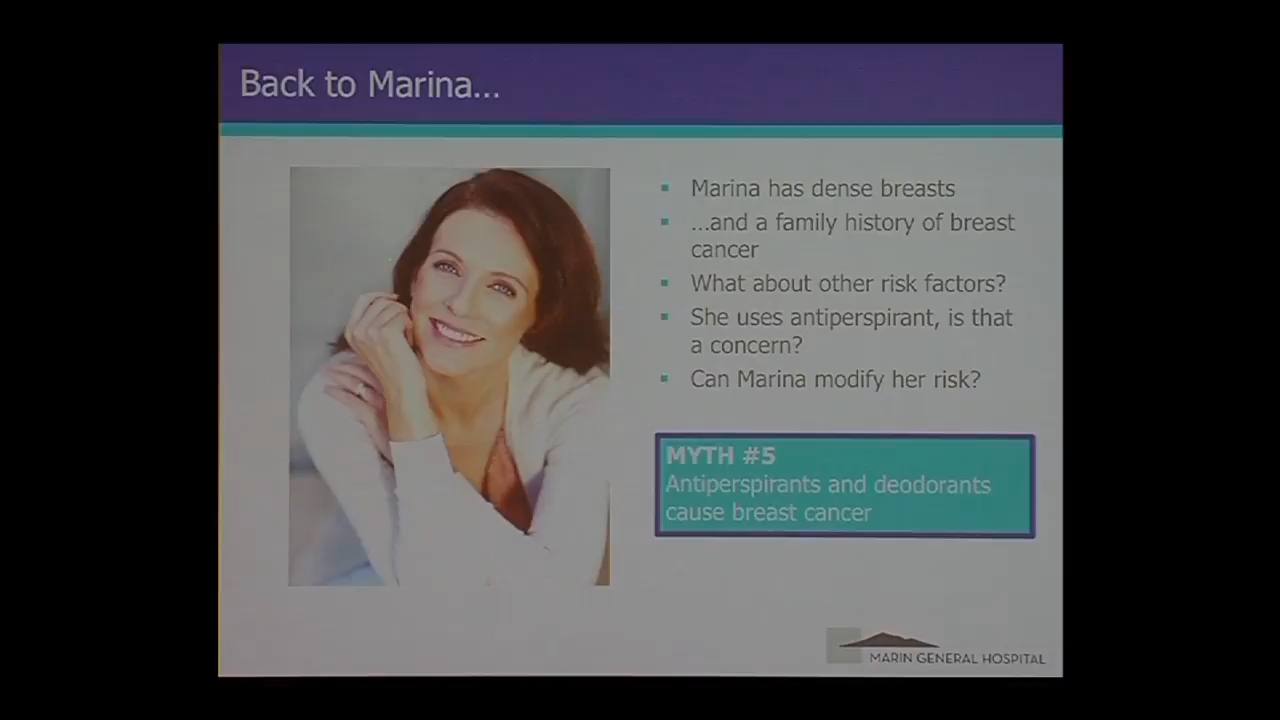 Back to Marina...
Marina has dense breasts
...and a family history of breast
cancer
What about other risk factors?
She uses antiperspirant, is that
a concern?
Can Marina modify her risk?
MYTH #5
Antiperspirants and deodorants
cause breast cancer
MARIN GENERAL HOSPITAL